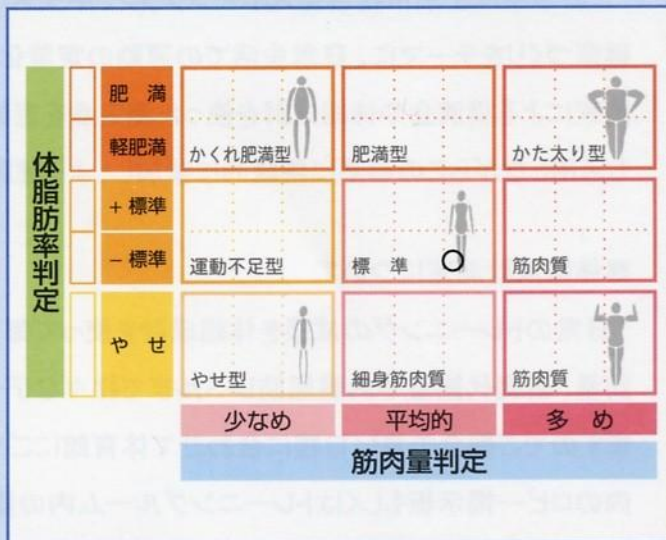 体脂肪率判定
肥 満
軽肥満
+ 標準
− 標準
や せ
かくれ肥満型
肥満型
かた太り型
運動不足型
標 準
筋肉質
やせ型
細身筋肉質
筋肉質
少なめ
平均的
多 め
筋肉量判定